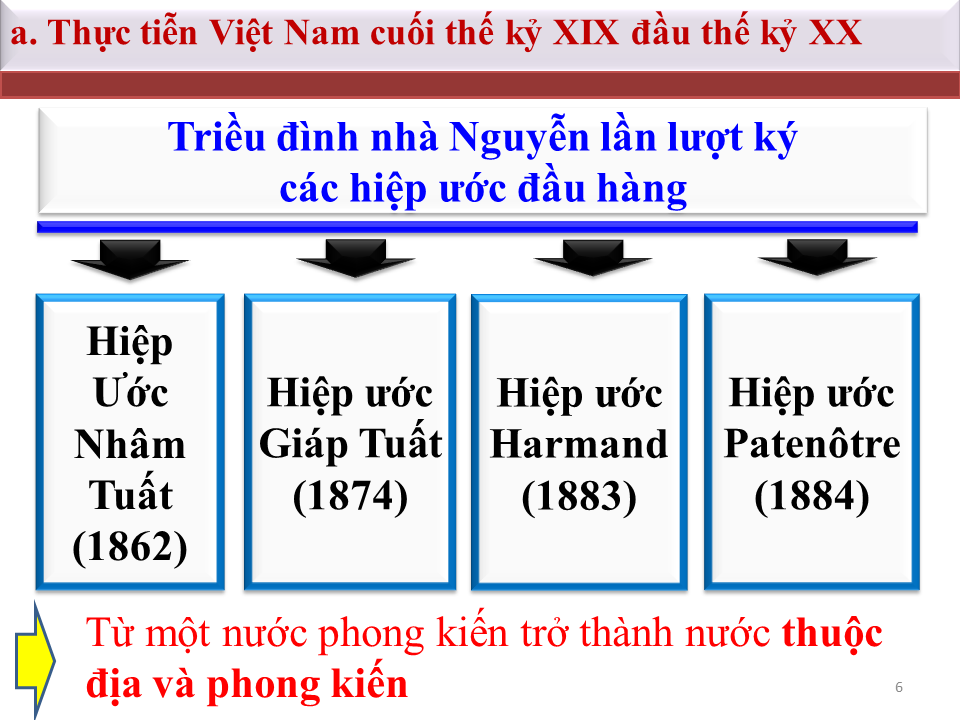 a. Thực tiễn Việt Nam cuối thế kỷ XIX đầu thế kỷ XX
Triều đình nhà Nguyễn lần lượt ký
các hiệp ước đầu hàng
Hiệp
Ước
Nhâm
Tuất
(1862)
Hiệp ước
Giáp Tuất
(1874)
Hiệp ước
Harmand
(1883)
Hiệp ước
Patenôtre
(1884)
Từ một nước phong kiến trở thành nước thuộc
địa và phong kiến
6